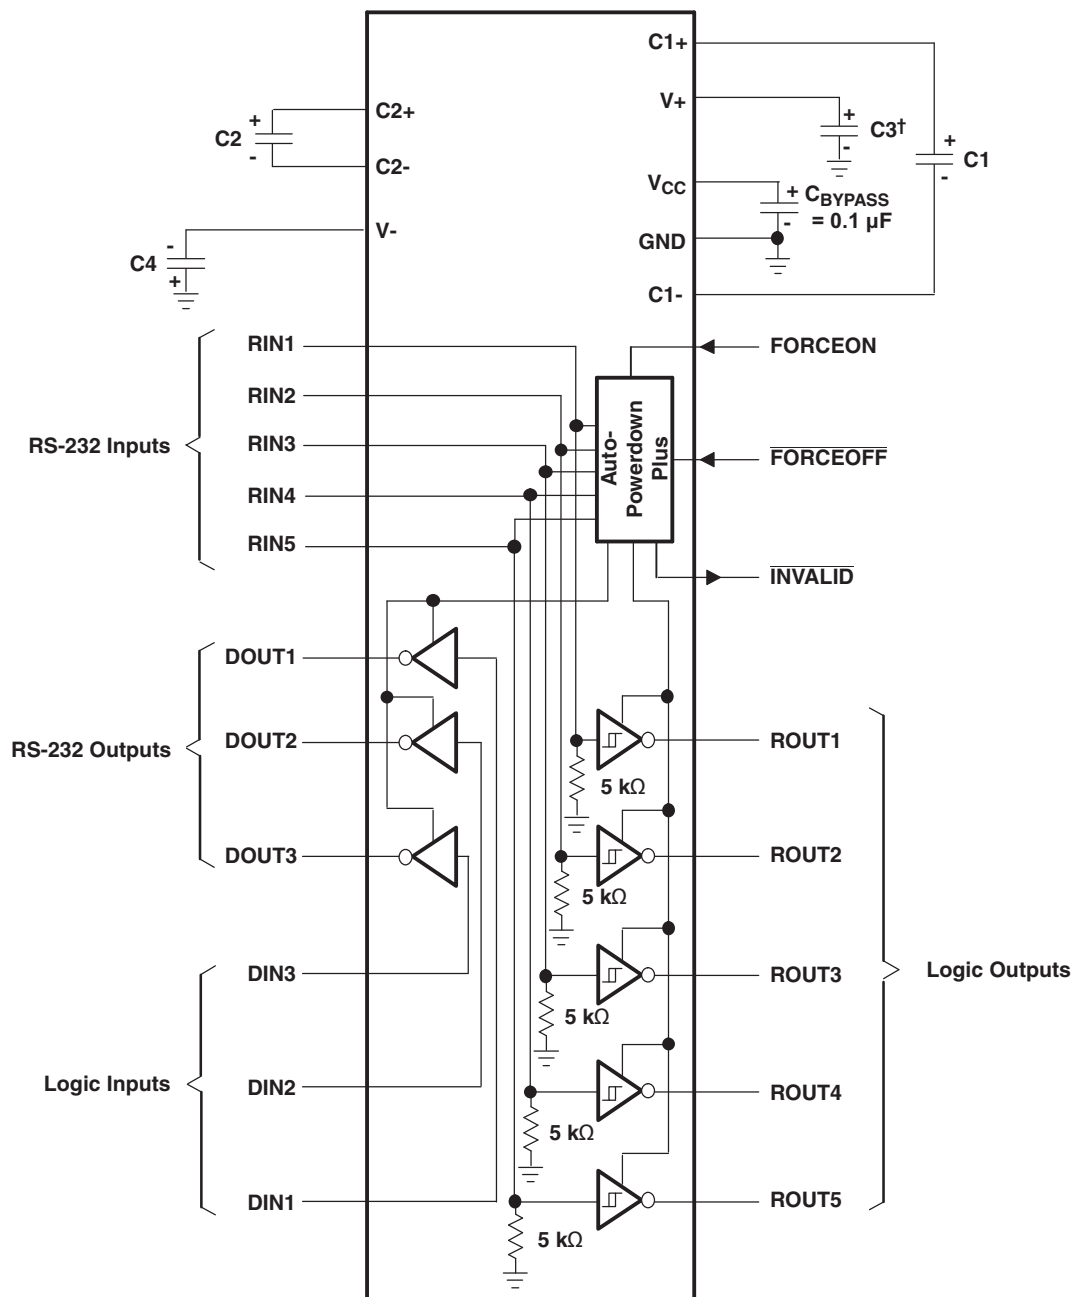 C1+
V+
C3†
C1
C2+
C2
C2-
VCC
CBYPASS
= 0.1 µF
V-
GND
C4
C1-
+
-
+
-
+
-
+
-
-
+
RIN1
RIN2
RIN3
RIN4
RIN5
RS-232 Inputs
FORCEON
FORCEOFF
INVALID
Auto-
Powerdown
Plus
DOUT1
DOUT2
DOUT3
RS-232 Outputs
DIN3
DIN2
DIN1
Logic Inputs
5 kΩ
5 kΩ
5 kΩ
5 kΩ
5 kΩ
ROUT1
ROUT2
ROUT3
ROUT4
ROUT5
Logic Outputs